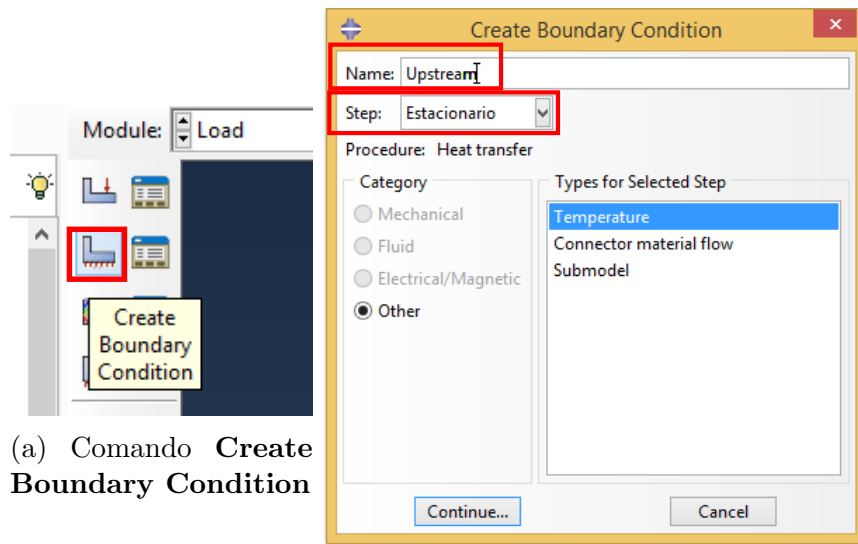 Module: Load
Create
Boundary
Condition
(a) Comando Create
Boundary Condition
Create Boundary Condition
Name: Upstream
Step: Estacionario
Procedure: Heat transfer
Category
Mechanical
Fluid
Electrical/Magnetic
Other
Types for Selected Step
Temperature
Connector material flow
Submodel
Continue... Cancel